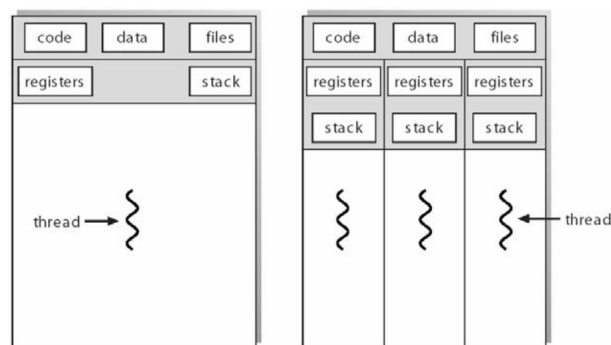 code data files
registers stack
thread
code data files
registers registers registers
stack stack stack
thread